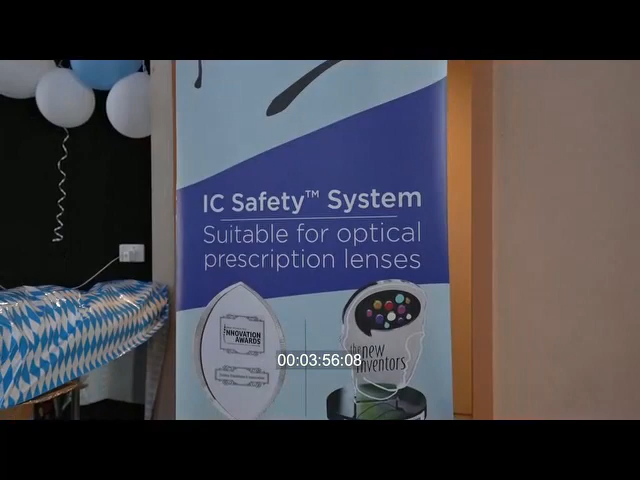 IC Safety™ System
Suitable for optical
prescription lenses
INNOVATION
AWARDS
the new
inventors
00:03:56:08